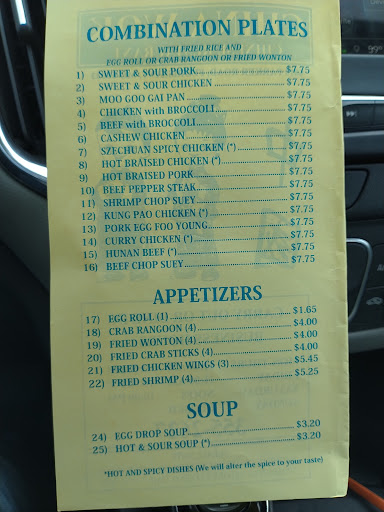 COMBINATION PLATES
WITH FRIED RICE AND
EGG ROLL OR CRAB RANGOON OR FRIED WONTON
1) SWEET & SOUR PORK $7.75
2) SWEET & SOUR CHICKEN $7.75
3) MOO GOO GAI PAN $7.75
4) CHICKEN with BROCCOLI $7.75
5) BEEF with BROCCOLI $7.75
6) CASHEW CHICKEN $7.75
7) SZECHUAN SPICY CHICKEN (*) $7.75
8) HOT BRAISED CHICKEN (*) $7.75
9) HOT BRAISED PORK $7.75
10) BEEF PEPPER STEAK $7.75
11) SHRIMP CHOP SUEY $7.75
12) KUNG PAO CHICKEN (*) $7.75
13) PORK EGG FOO YOUNG $7.75
14) CURRY CHICKEN (*) $7.75
15) HUNAN BEEF (*) $7.75
16) BEEF CHOP SUEY $7.75
APPETIZERS
17) EGG ROLL (1) $1.65
18) CRAB RANGOON (4) $4.00
19) FRIED WONTON (4) $4.00
20) FRIED CRAB STICKS (4) $4.00
21) FRIED CHICKEN WINGS (3) $5.45
22) FRIED SHRIMP (4) $5.25
SOUP
24) EGG DROP SOUP $3.20
25) HOT & SOUR SOUP (*) $3.20
*HOT AND SPICY DISHES (We will alter the spice to your taste)